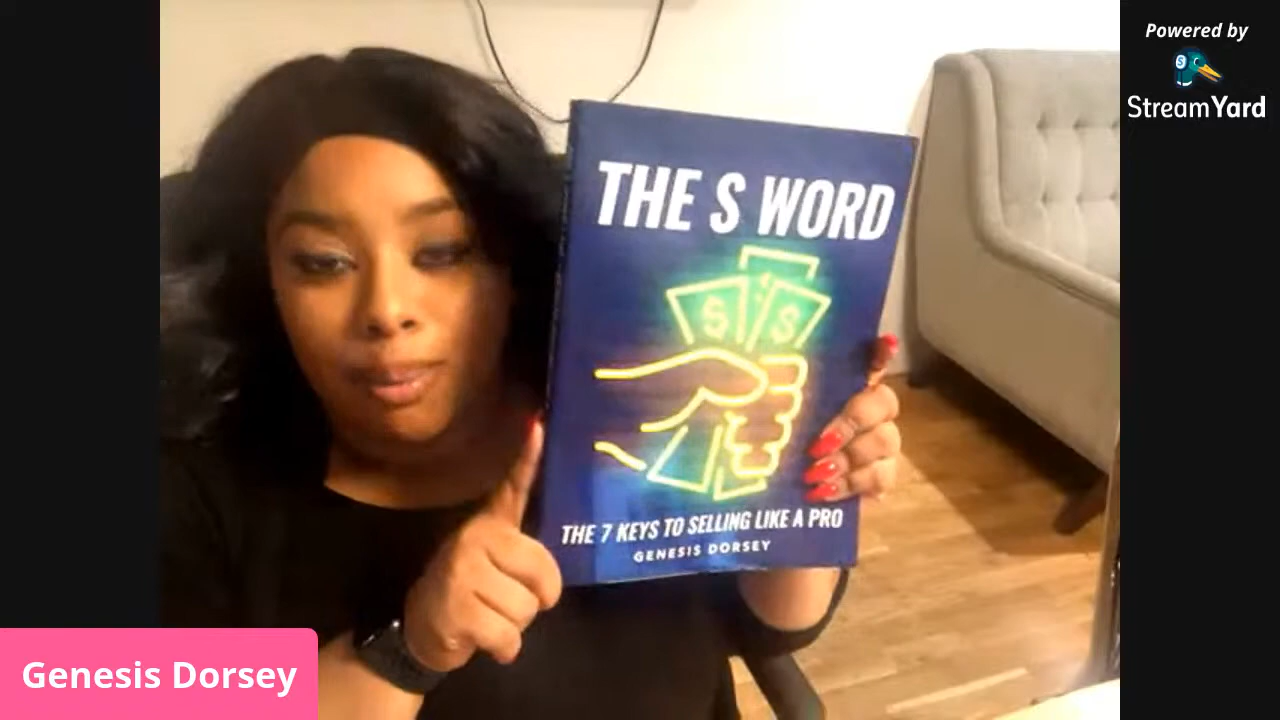 Powered by
StreamYard
THE S WORD
$ $
THE 7 KEYS TO SELLING LIKE A PRO
GENESIS DORSEY
Genesis Dorsey